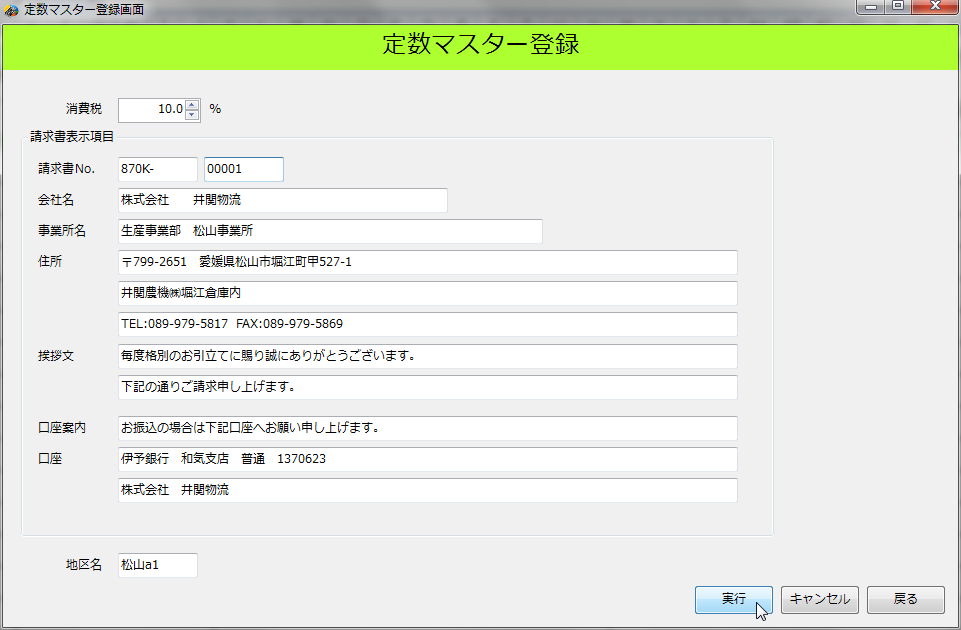 定数マスター登録画面
定数マスター登録
消費税 10.0 %
請求書表示項目
請求書No. 870K- 00001
会社名 株式会社　　井関物流
事業所名 生産事業部　松山事業所
住所 〒799-2651　愛媛県松山市堀江町甲527-1
井関農機㈱堀江倉庫内
TEL:089-979-5817 FAX:089-979-5869
挨拶文 毎度格別のお引立てに賜り誠にありがとうございます。
下記の通りご請求申し上げます。
口座案内 お振込の場合は下記口座へお願い申し上げます。
口座 伊予銀行　和気支店　普通　1370623
株式会社　井関物流
地区名 松山a1
実行 キャンセル 戻る